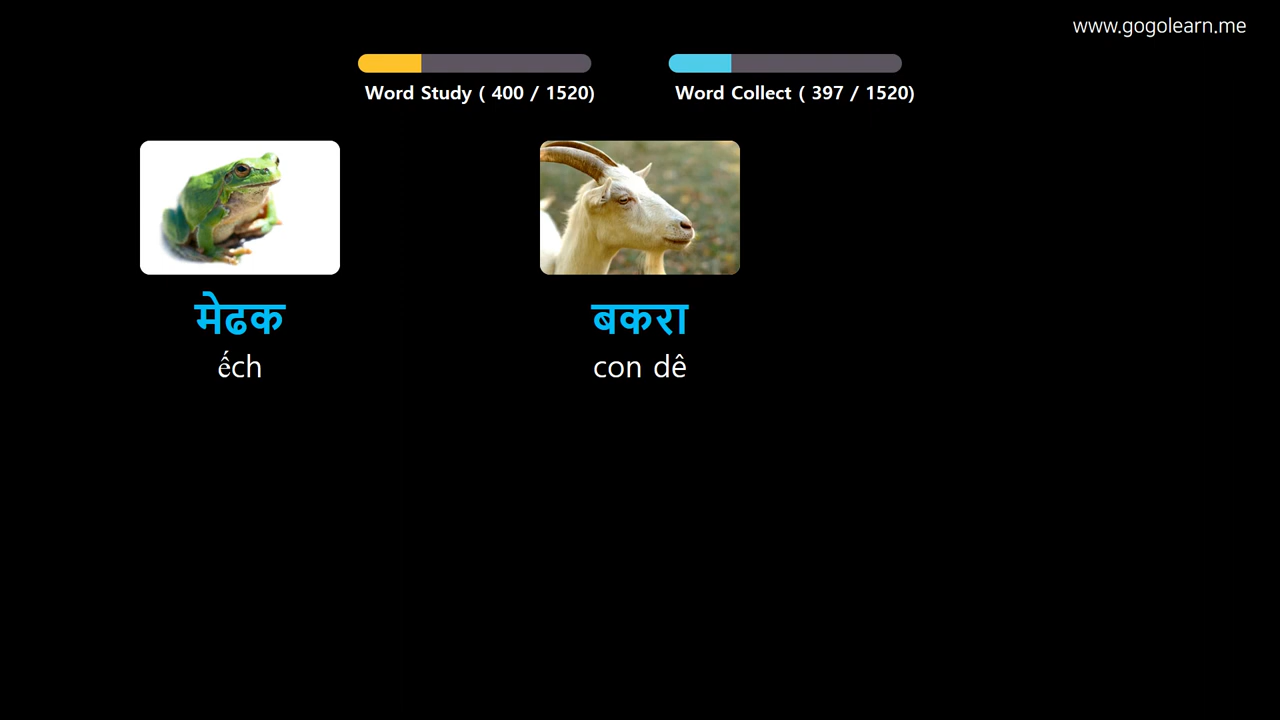 www.gogolearn.me
Word Study ( 400 / 1520)
Word Collect ( 397 / 1520)
मेढक
ếch
बकरा
con dê